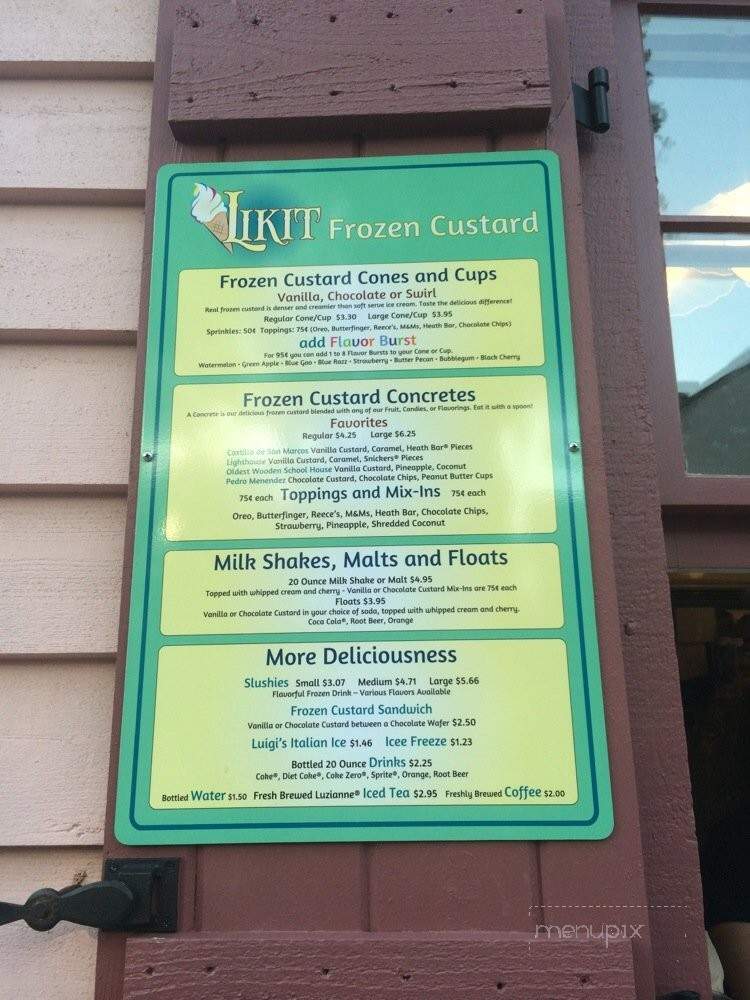 LIKIT Frozen Custard
Frozen Custard Cones and Cups
Vanilla, Chocolate or Swirl
Real frozen custard is denser and creamier than soft serve ice cream. Taste the delicious difference!
Regular Cone/Cup $3.30 Large Cone/Cup $3.95
Sprinkles: 50¢ Toppings: 75¢ (Oreo, Butterfinger, Reece's, M&Ms, Heath Bar, Chocolate Chips)
add Flavor Burst
For 95¢ you can add 1 to 8 Flavor Bursts to your Cone or Cup.
Watermelon • Green Apple • Blue Goo • Blue Razz • Strawberry • Butter Pecan • Bubblegum • Black Cherry
Frozen Custard Concretes
A Concrete is our delicious frozen custard blended with any of our Fruit, Candies, or Flavorings. Eat it with a spoon!
Favorites
Regular $4.25 Large $6.25
Castillo de San Marcos Vanilla Custard, Caramel, Heath Bar® Pieces
Lighthouse Vanilla Custard, Caramel, Snickers® Pieces
Oldest Wooden School House Vanilla Custard, Pineapple, Coconut
Pedro Menendez Chocolate Custard, Chocolate Chips, Peanut Butter Cups
75¢ each Toppings and Mix-Ins 75¢ each
Oreo, Butterfinger, Reece's, M&Ms, Heath Bar, Chocolate Chips,
Strawberry, Pineapple, Shredded Coconut
Milk Shakes, Malts and Floats
20 Ounce Milk Shake or Malt $4.95
Topped with whipped cream and cherry - Vanilla or Chocolate Custard Mix-Ins are 75¢ each
Floats $3.95
Vanilla or Chocolate Custard in your choice of soda, topped with whipped cream and cherry.
Coca Cola®, Root Beer, Orange
More Deliciousness
Slushies Small $3.07 Medium $4.71 Large $5.66
Flavorful Frozen Drink – Various Flavors Available
Frozen Custard Sandwich
Vanilla or Chocolate Custard between a Chocolate Wafer $2.50
Luigi's Italian Ice $1.46 Icee Freeze $1.23
Bottled 20 Ounce Drinks $2.25
Coke®, Diet Coke®, Coke Zero®, Sprite®, Orange, Root Beer
Bottled Water $1.50 Fresh Brewed Luzianne® Iced Tea $2.95 Freshly Brewed Coffee $2.00
menupix